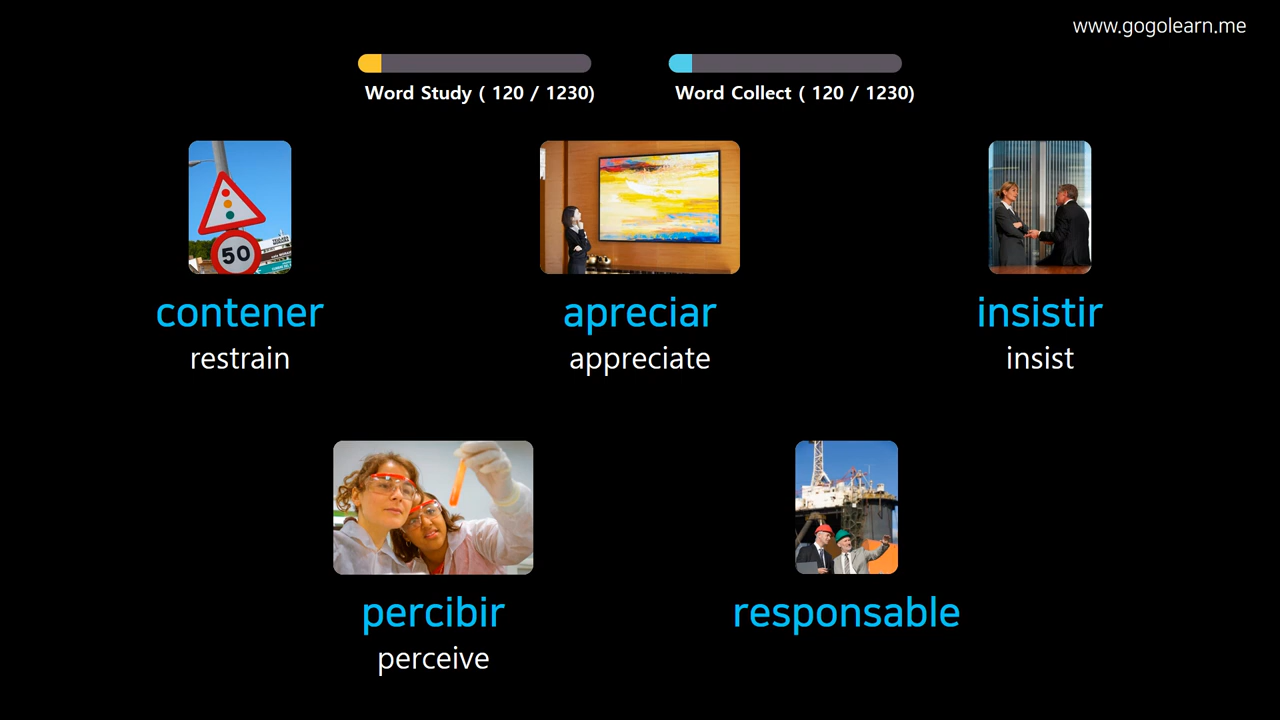 www.gogolearn.me
Word Study ( 120 / 1230)
Word Collect ( 120 / 1230)
50
contener
restrain
apreciar
appreciate
insistir
insist
percibir
perceive
responsable